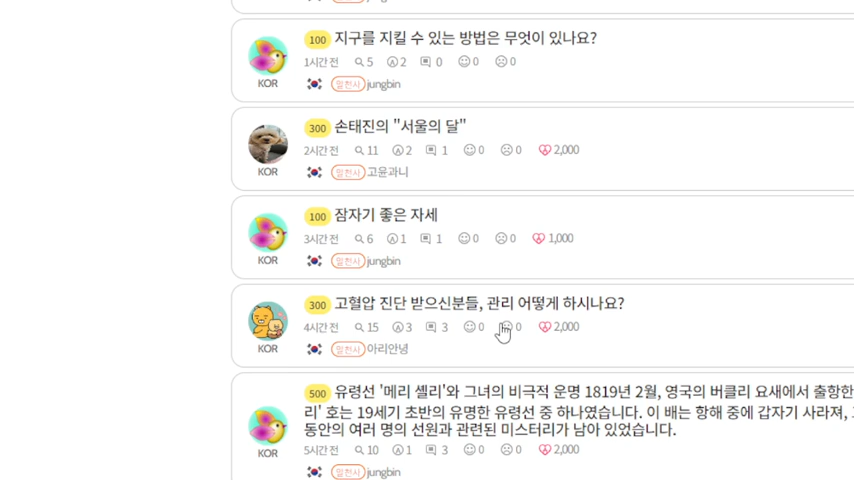 100 지구를 지킬 수 있는 방법은 무엇이 있나요?
1시간전 5 2 0 0 0
KOR 밀천사 jungbin
300 손태진의 "서울의 달"
2시간전 11 2 1 0 0 2,000
KOR 밀천사 고윤과니
100 잠자기 좋은 자세
3시간전 6 1 1 0 0 1,000
KOR 밀천사 jungbin
300 고혈압 진단 받으신분들, 관리 어떻게 하시나요?
4시간전 15 3 3 0 0 2,000
KOR 밀천사 아리안녕
500 유령선 '메리 셀리'와 그녀의 비극적 운명 1819년 2월, 영국의 버클리 요새에서 출항한
리' 호는 19세기 초반의 유명한 유령선 중 하나였습니다. 이 배는 항해 중에 갑자기 사라져,
동안의 여러 명의 선원과 관련된 미스터리가 남아 있었습니다.
5시간전 10 1 3 0 0 2,000
KOR 밀천사 jungbin